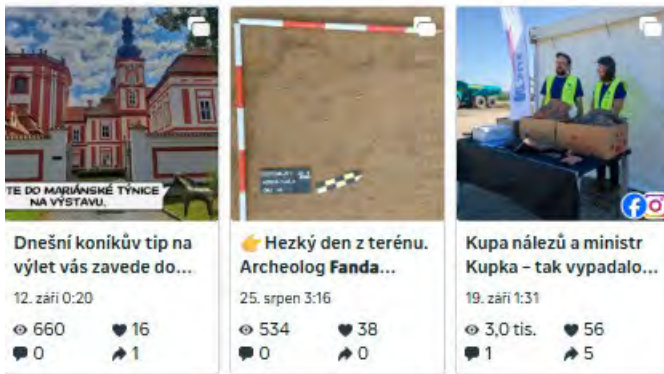 TE DO MARIÁNSKÉ TÝNICE
NA VÝSTAVU.
Dnešní koníkův tip na
výlet vás zavede do...
12. září 0:20
660 16
0 1
👉 Hezký den z terénu.
Archeolog Fanda...
25. srpen 3:16
534 38
0 0
Kupa nálezů a ministr
Kupka – tak vypadalo...
19. září 1:31
3,0 tis. 56
1 5